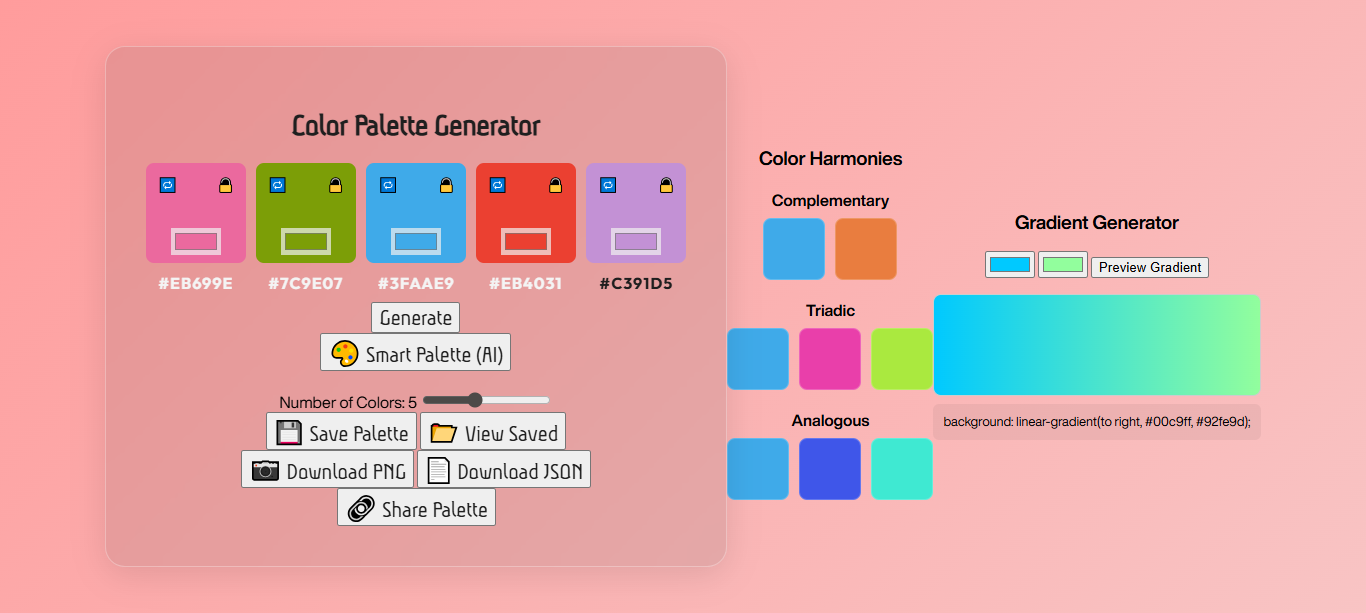 Color Palette Generator
#EB699E #7C9E07 #3FAAE9 #EB4031 #C391D5
Generate
Smart Palette (AI)
Number of Colors: 5
Save Palette View Saved
Download PNG Download JSON
Share Palette
Color Harmonies
Complementary
Triadic
Analogous
Gradient Generator
Preview Gradient
background: linear-gradient(to right, #00c9ff, #92fe9d);